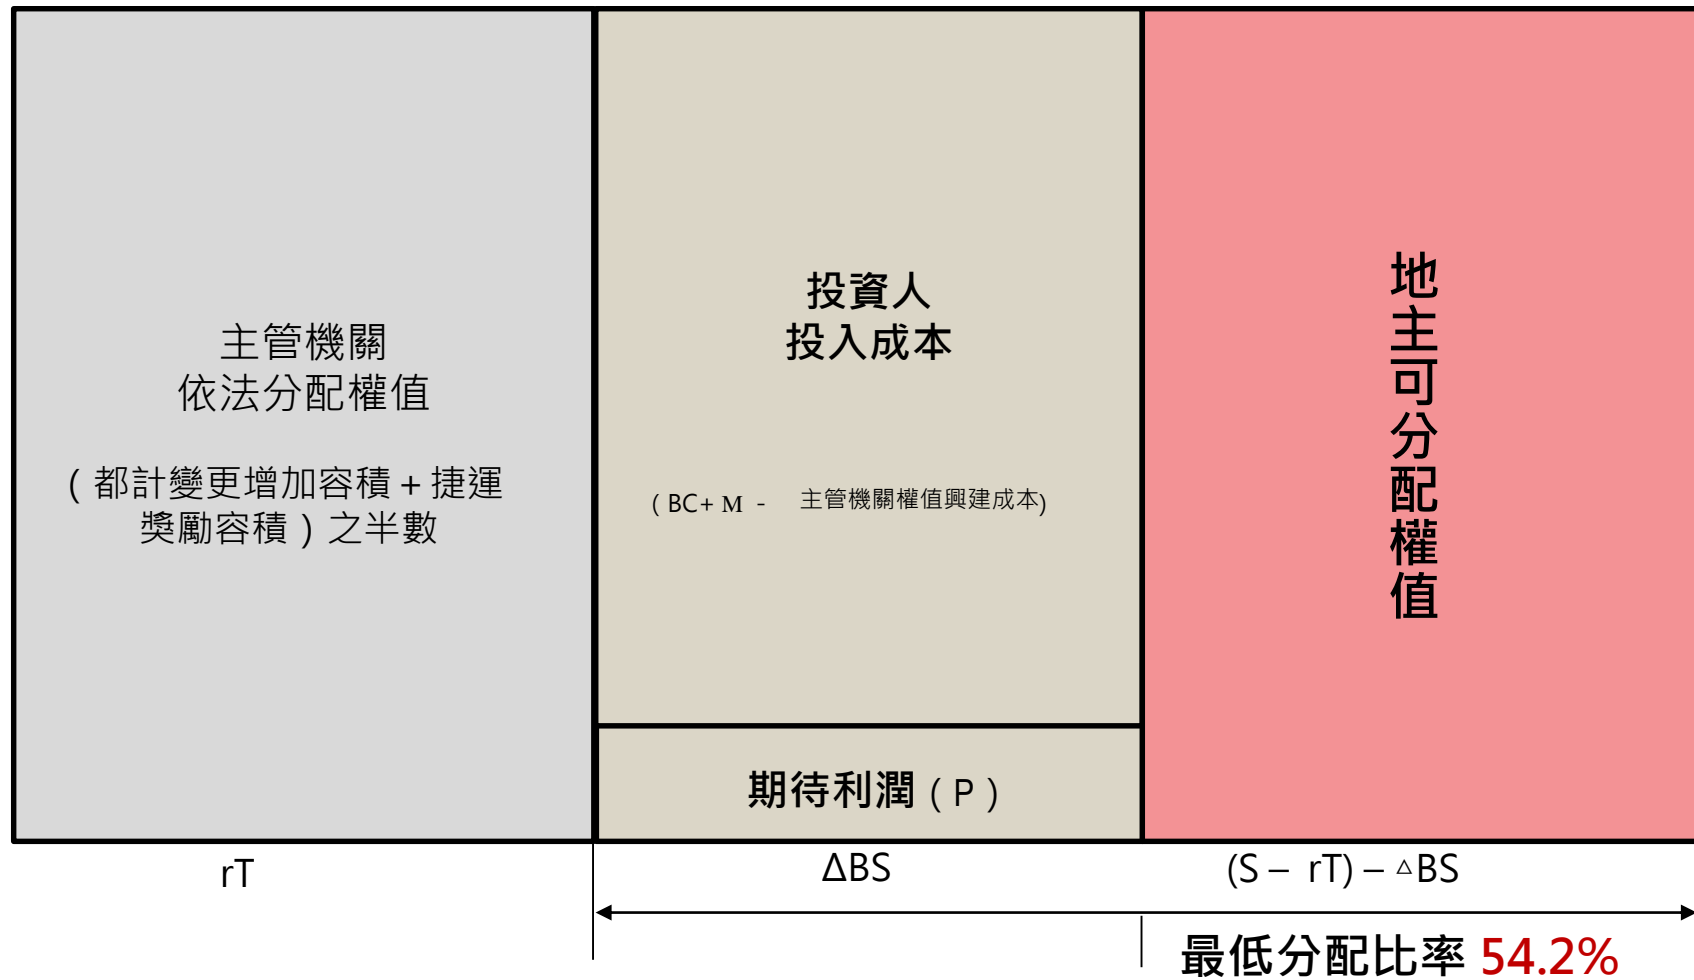 主管機關
依法分配權值
(都計變更增加容積+捷運
獎勵容積)之半數
投資人
投入成本
(BC+ M - 主管機關權值興建成本)
期待利潤(P)
地主可分配權值
rT
ΔBS
(S – rT) – △BS
最低分配比率 54.2%